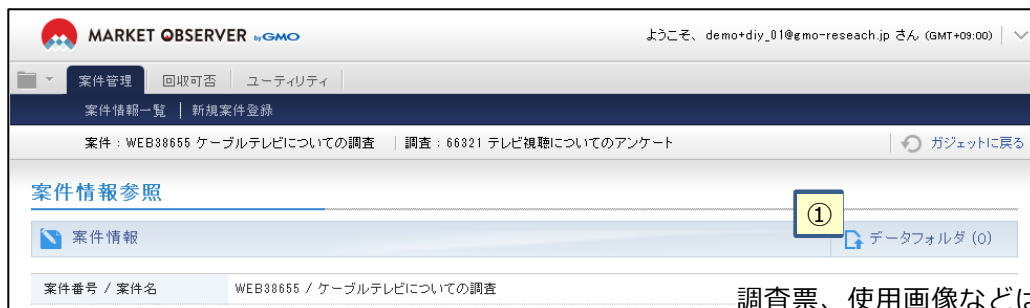 MARKET OBSERVER by GMO
ようこそ、demo+diy_01@gmo-reseach.jp さん (GMT+09:00)
案件管理 回収可否 ユーティリティ
案件情報一覧 新規案件登録
案件：WEB38655 ケーブルテレビについての調査 調査：66321 テレビ視聴についてのアンケート ガジェットに戻る
案件情報参照
①
案件情報 データフォルダ (0)
案件番号 / 案件名 WEB38655 / ケーブルテレビについての調査
調査票、使用画像などは